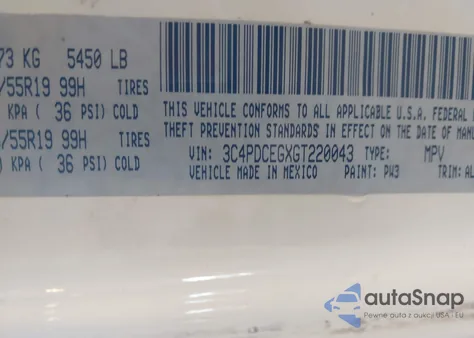 73 KG 5450 LB
/55R19 99H TIRES
KPA ( 36 PSI) COLD
/55R19 99H TIRES
KPA ( 36 PSI) COLD
THIS VEHICLE CONFORMS TO ALL APPLICABLE U.S.A. FEDERAL
THEFT PREVENTION STANDARDS IN EFFECT ON THE DATE OF MANU
VIN: 3C4PDCEGXGT220043 TYPE: MPV
VEHICLE MADE IN MEXICO PAINT: PW3 TRIM: AL
autoSnap
Pewne auta z aukcji USA i EU